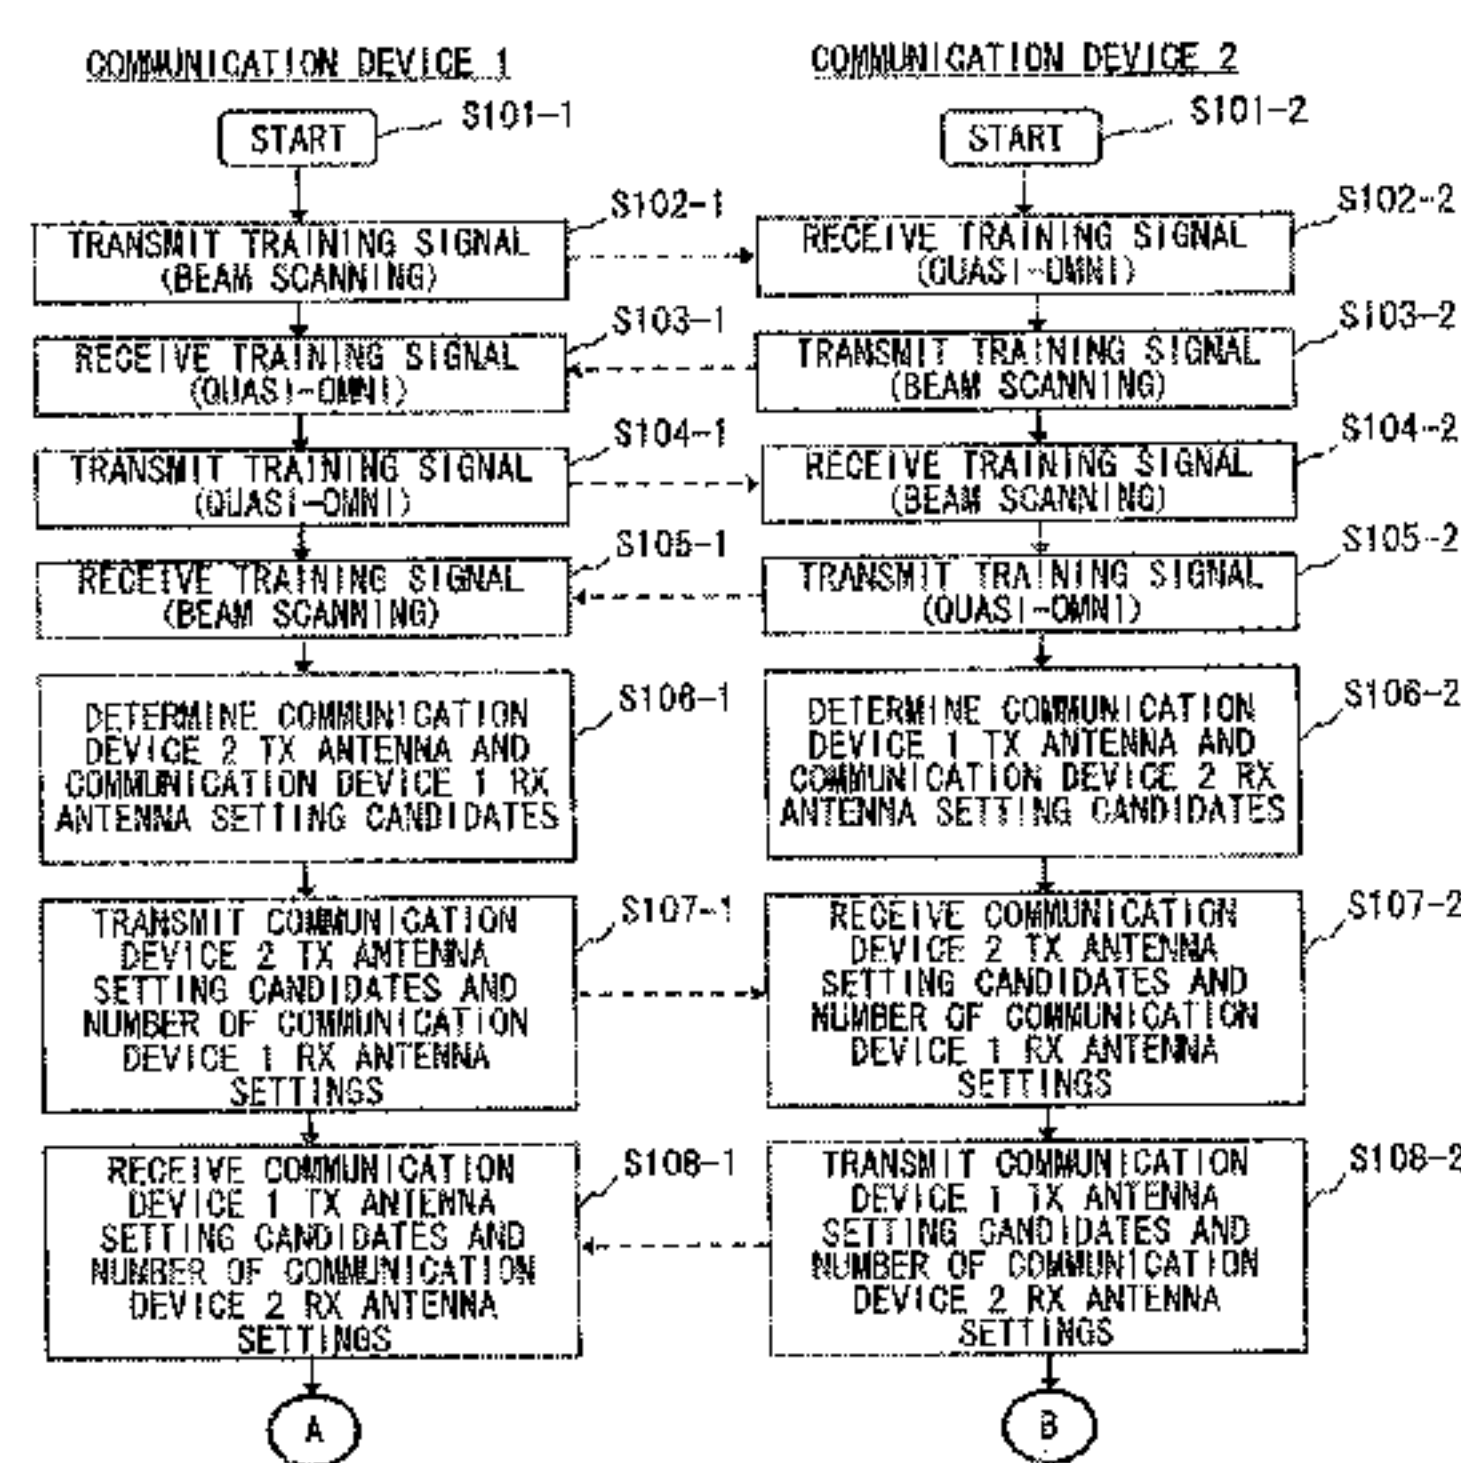 COMMUNICATION DEVICE 1
START
S101-1
S102-1
TRANSMIT TRAINING SIGNAL
(BEAM SCANNING)
S103-1
RECEIVE TRAINING SIGNAL
(QUASI-OMNI)
S104-1
TRANSMIT TRAINING SIGNAL
(QUASI-OMNI)
S105-1
RECEIVE TRAINING SIGNAL
(BEAM SCANNING)
S106-1
DETERMINE COMMUNICATION
DEVICE 2 TX ANTENNA AND
COMMUNICATION DEVICE 1 RX
ANTENNA SETTING CANDIDATES
S107-1
TRANSMIT COMMUNICATION
DEVICE 2 TX ANTENNA
SETTING CANDIDATES AND
NUMBER OF COMMUNICATION
DEVICE 1 RX ANTENNA
SETTINGS
S108-1
RECEIVE COMMUNICATION
DEVICE 1 TX ANTENNA
SETTING CANDIDATES AND
NUMBER OF COMMUNICATION
DEVICE 2 RX ANTENNA
SETTINGS
A
COMMUNICATION DEVICE 2
START
S101-2
S102-2
RECEIVE TRAINING SIGNAL
(QUASI-OMNI)
S103-2
TRANSMIT TRAINING SIGNAL
(BEAM SCANNING)
S104-2
RECEIVE TRAINING SIGNAL
(BEAM SCANNING)
S105-2
TRANSMIT TRAINING SIGNAL
(QUASI-OMNI)
S106-2
DETERMINE COMMUNICATION
DEVICE 1 TX ANTENNA AND
COMMUNICATION DEVICE 2 RX
ANTENNA SETTING CANDIDATES
S107-2
RECEIVE COMMUNICATION
DEVICE 2 TX ANTENNA
SETTING CANDIDATES AND
NUMBER OF COMMUNICATION
DEVICE 1 RX ANTENNA
SETTINGS
S108-2
TRANSMIT COMMUNICATION
DEVICE 1 TX ANTENNA
SETTING CANDIDATES AND
NUMBER OF COMMUNICATION
DEVICE 2 RX ANTENNA
SETTINGS
B